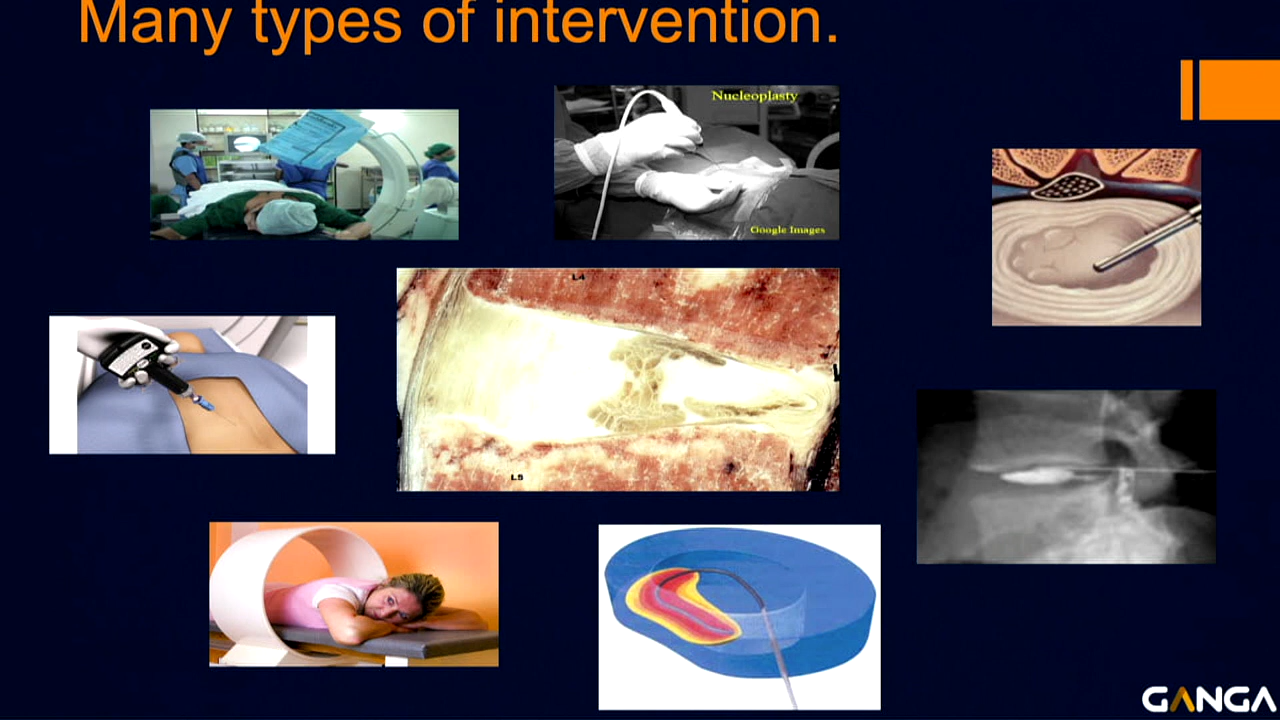 Many types of intervention.
Nucleoplasty
Google Images
L4
L5
GANGA